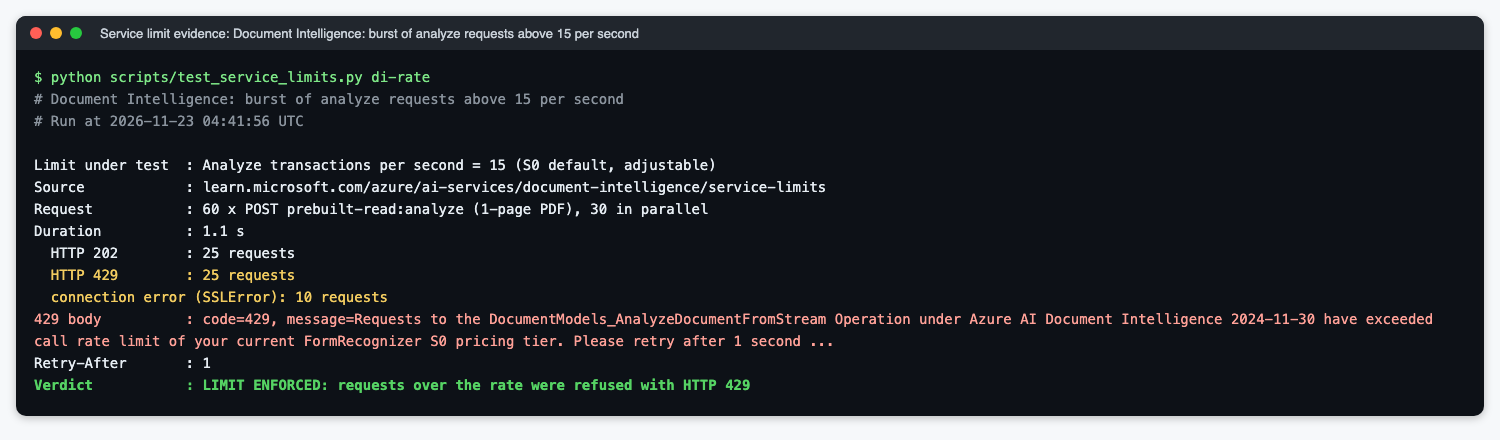 Service limit evidence: Document Intelligence: burst of analyze requests above 15 per second
$ python scripts/test_service_limits.py di-rate
# Document Intelligence: burst of analyze requests above 15 per second
# Run at 2026-11-23 04:41:56 UTC
Limit under test  : Analyze transactions per second = 15 (S0 default, adjustable)
Source            : learn.microsoft.com/azure/ai-services/document-intelligence/service-limits
Request           : 60 x POST prebuilt-read:analyze (1-page PDF), 30 in parallel
Duration          : 1.1 s
  HTTP 202        : 25 requests
  HTTP 429        : 25 requests
  connection error (SSLError): 10 requests
429 body          : code=429, message=Requests to the DocumentModels_AnalyzeDocumentFromStream Operation under Azure AI Document Intelligence 2024-11-30 have exceeded
call rate limit of your current FormRecognizer S0 pricing tier. Please retry after 1 second ...
Retry-After       : 1
Verdict           : LIMIT ENFORCED: requests over the rate were refused with HTTP 429